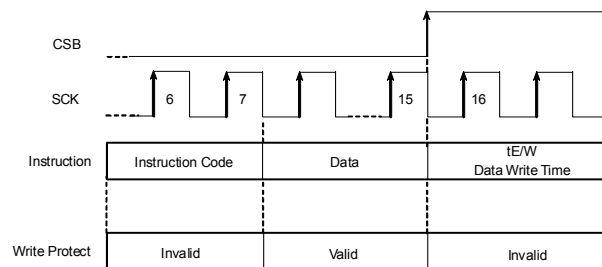 CSB
SCK
6
7
15
16
Instruction
Instruction Code
Data
tE/W
Data Write Time
Write Protect
Invalid
Valid
Invalid